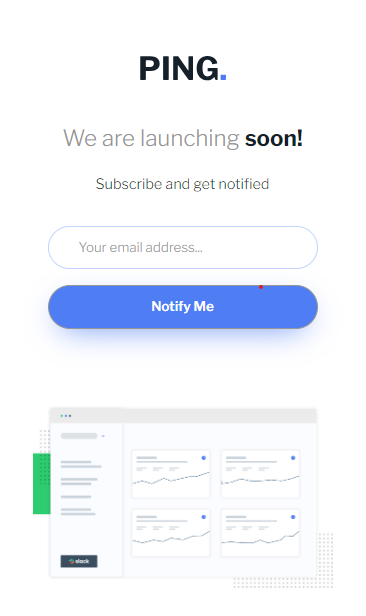 PING.
We are launching soon!
Subscribe and get notified
Your email address...
Notify Me
slack